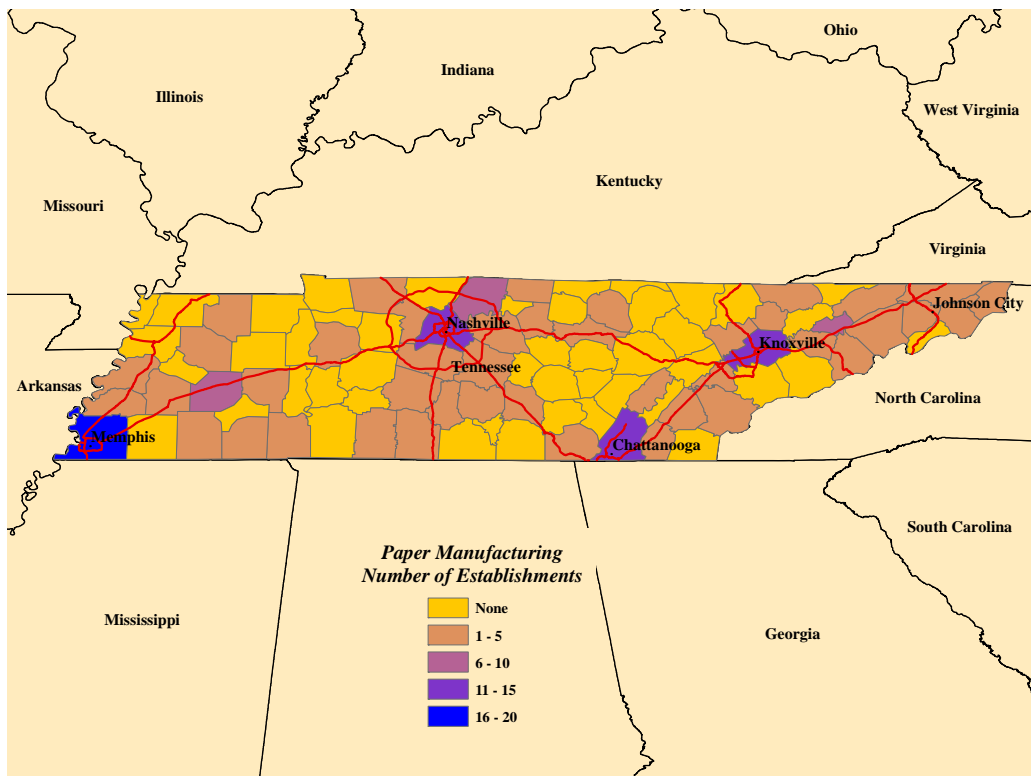 Ohio
Indiana
Illinois
West Virginia
Kentucky
Missouri
Virginia
Johnson City
Nashville
Knoxville
Tennessee
Arkansas
North Carolina
Memphis
Chattanooga
South Carolina
Paper Manufacturing
Number of Establishments
None
1 - 5
6 - 10
11 - 15
16 - 20
Mississippi
Georgia